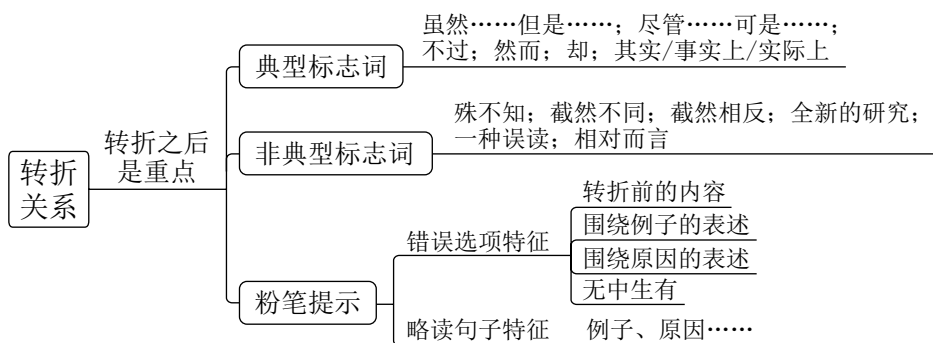 转折
关系
转折之后
是重点
典型标志词
虽然……但是……；尽管……可是……；
不过；然而；却；其实/事实上/实际上
非典型标志词
殊不知；截然不同；截然相反；全新的研究；
一种误读；相对而言
粉笔提示
错误选项特征
转折前的内容
围绕例子的表述
围绕原因的表述
无中生有
略读句子特征
例子、原因……